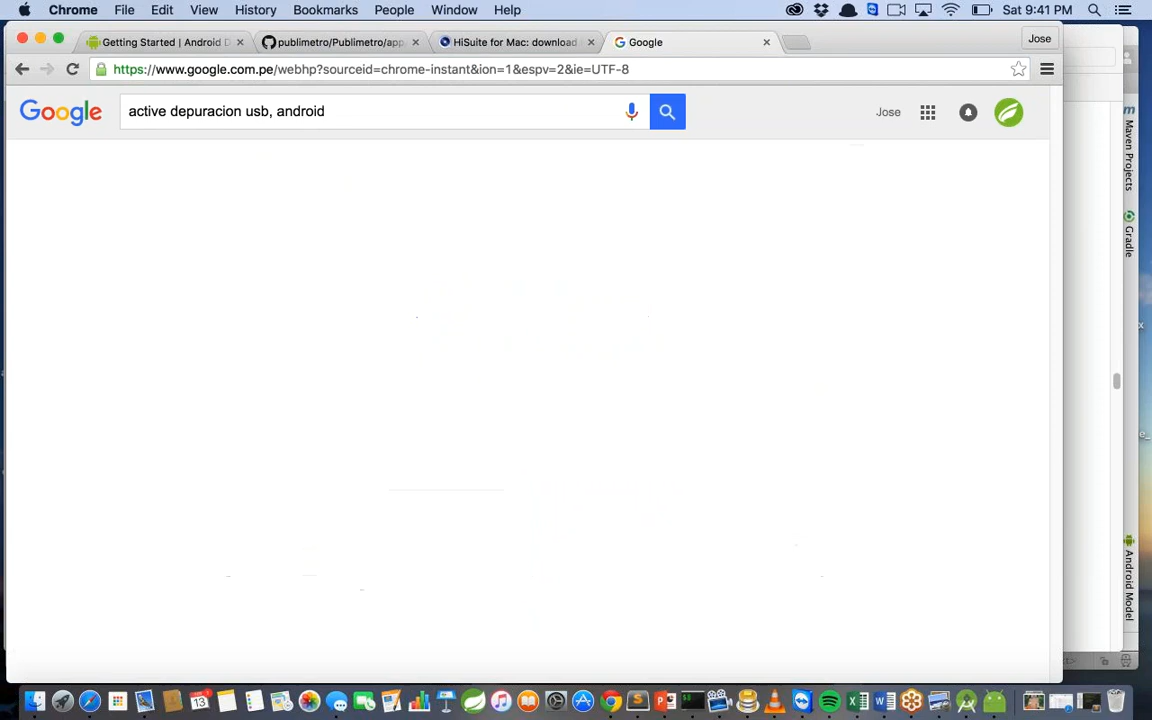 Chrome File Edit View History Bookmarks People Window Help Sat 9:41 PM
Getting Started | Android D publimetro/Publimetro/app HiSuite for Mac: download Google Jose
https://www.google.com.pe/webhp?sourceid=chrome-instant&ion=1&espv=2&ie=UTF-8
Google active depuracion usb, android Jose
Maven Projects
Gradle
Android Model
13